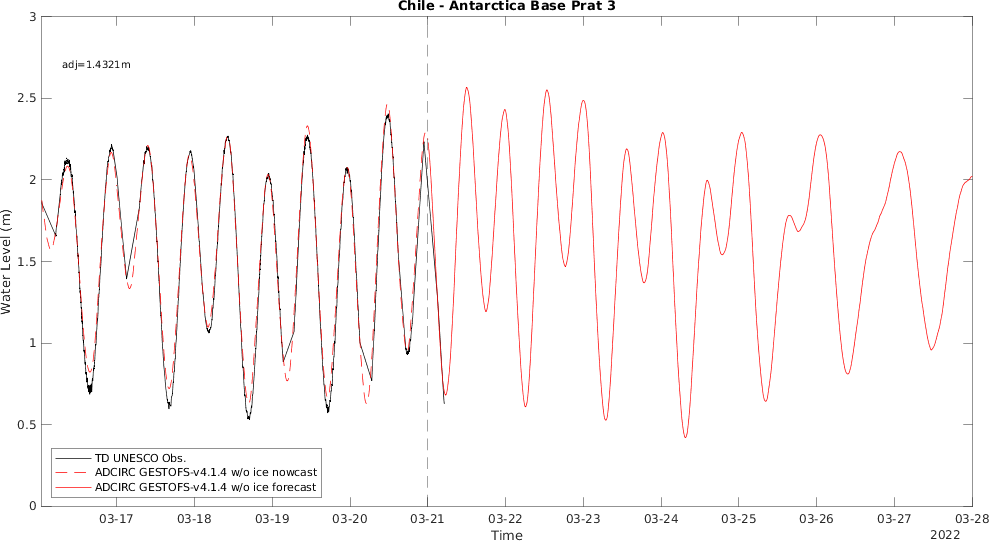 Chile - Antarctica Base Prat 3
adj=1.4321m
Water Level (m)
3
2.5
2
1.5
1
0.5
0
TD UNESCO Obs.
ADCIRC GESTOFS-v4.1.4 w/o ice nowcast
ADCIRC GESTOFS-v4.1.4 w/o ice forecast
03-17 03-18 03-19 03-20 03-21 03-22 03-23 03-24 03-25 03-26 03-27 03-28
Time
2022